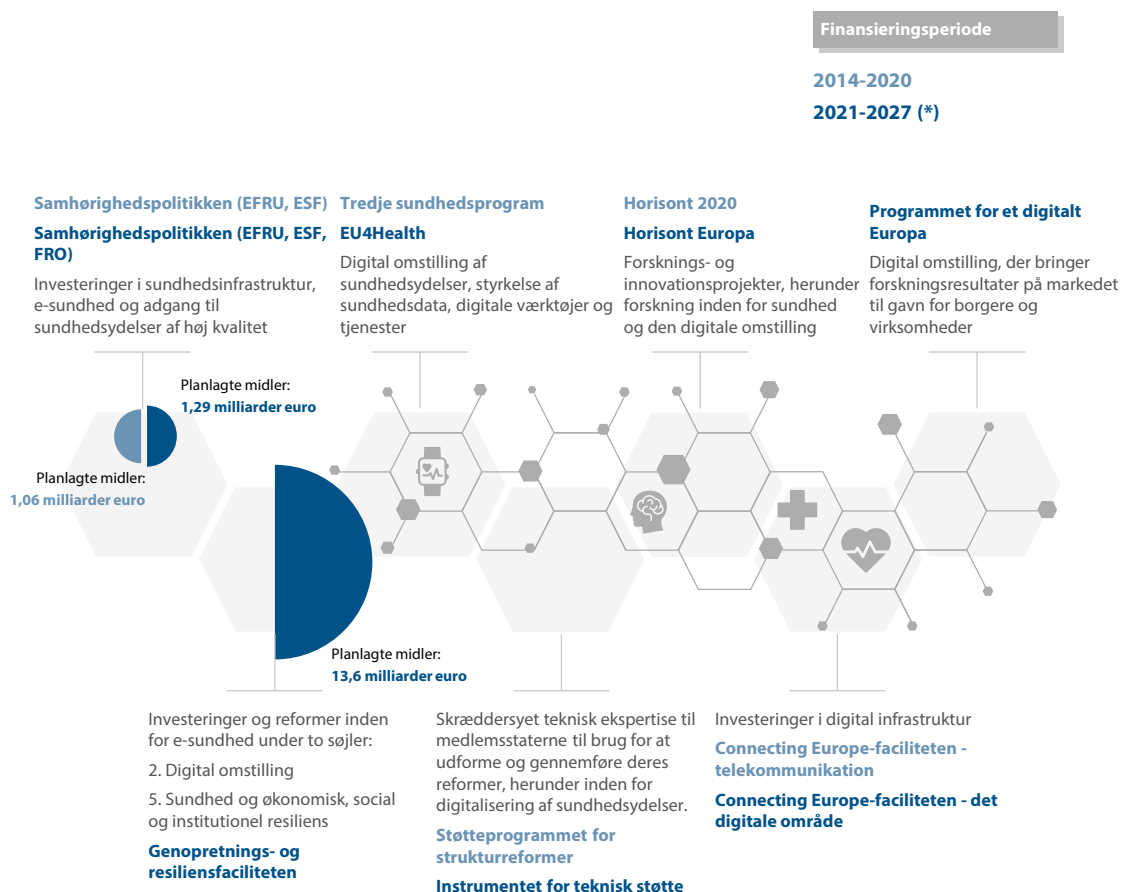 Finansieringsperiode
2014-2020
2021-2027 (*)
Samhørighedspolitikken (EFRU, ESF)
Samhørighedspolitikken (EFRU, ESF,
FRO)
Investeringer i sundhedsinfrastruktur,
e-sundhed og adgang til
sundhedsydelser af høj kvalitet
Tredje sundhedsprogram
EU4Health
Digital omstilling af
sundhedsydelser, styrkelse af
sundhedsdata, digitale værktøjer og
tjenester
Horisont 2020
Horisont Europa
Forsknings- og
innovationsprojekter, herunder
forskning inden for sundhed
og den digitale omstilling
Programmet for et digitalt
Europa
Digital omstilling, der bringer
forskningsresultater på markedet
til gavn for borgere og
virksomheder
Planlagte midler:
1,29 milliarder euro
Planlagte midler:
1,06 milliarder euro
Planlagte midler:
13,6 milliarder euro
Investeringer og reformer inden
for e-sundhed under to søjler:
2. Digital omstilling
5. Sundhed og økonomisk, social
og institutionel resiliens
Genopretnings- og
resiliensfaciliteten
Skræddersyet teknisk ekspertise til
medlemsstaterne til brug for at
udforme og gennemføre deres
reformer, herunder inden for
digitalisering af sundhedsydelser.
Støtteprogrammet for
strukturreformer
Instrumentet for teknisk støtte
Investeringer i digital infrastruktur
Connecting Europe-faciliteten -
telekommunikation
Connecting Europe-faciliteten - det
digitale område